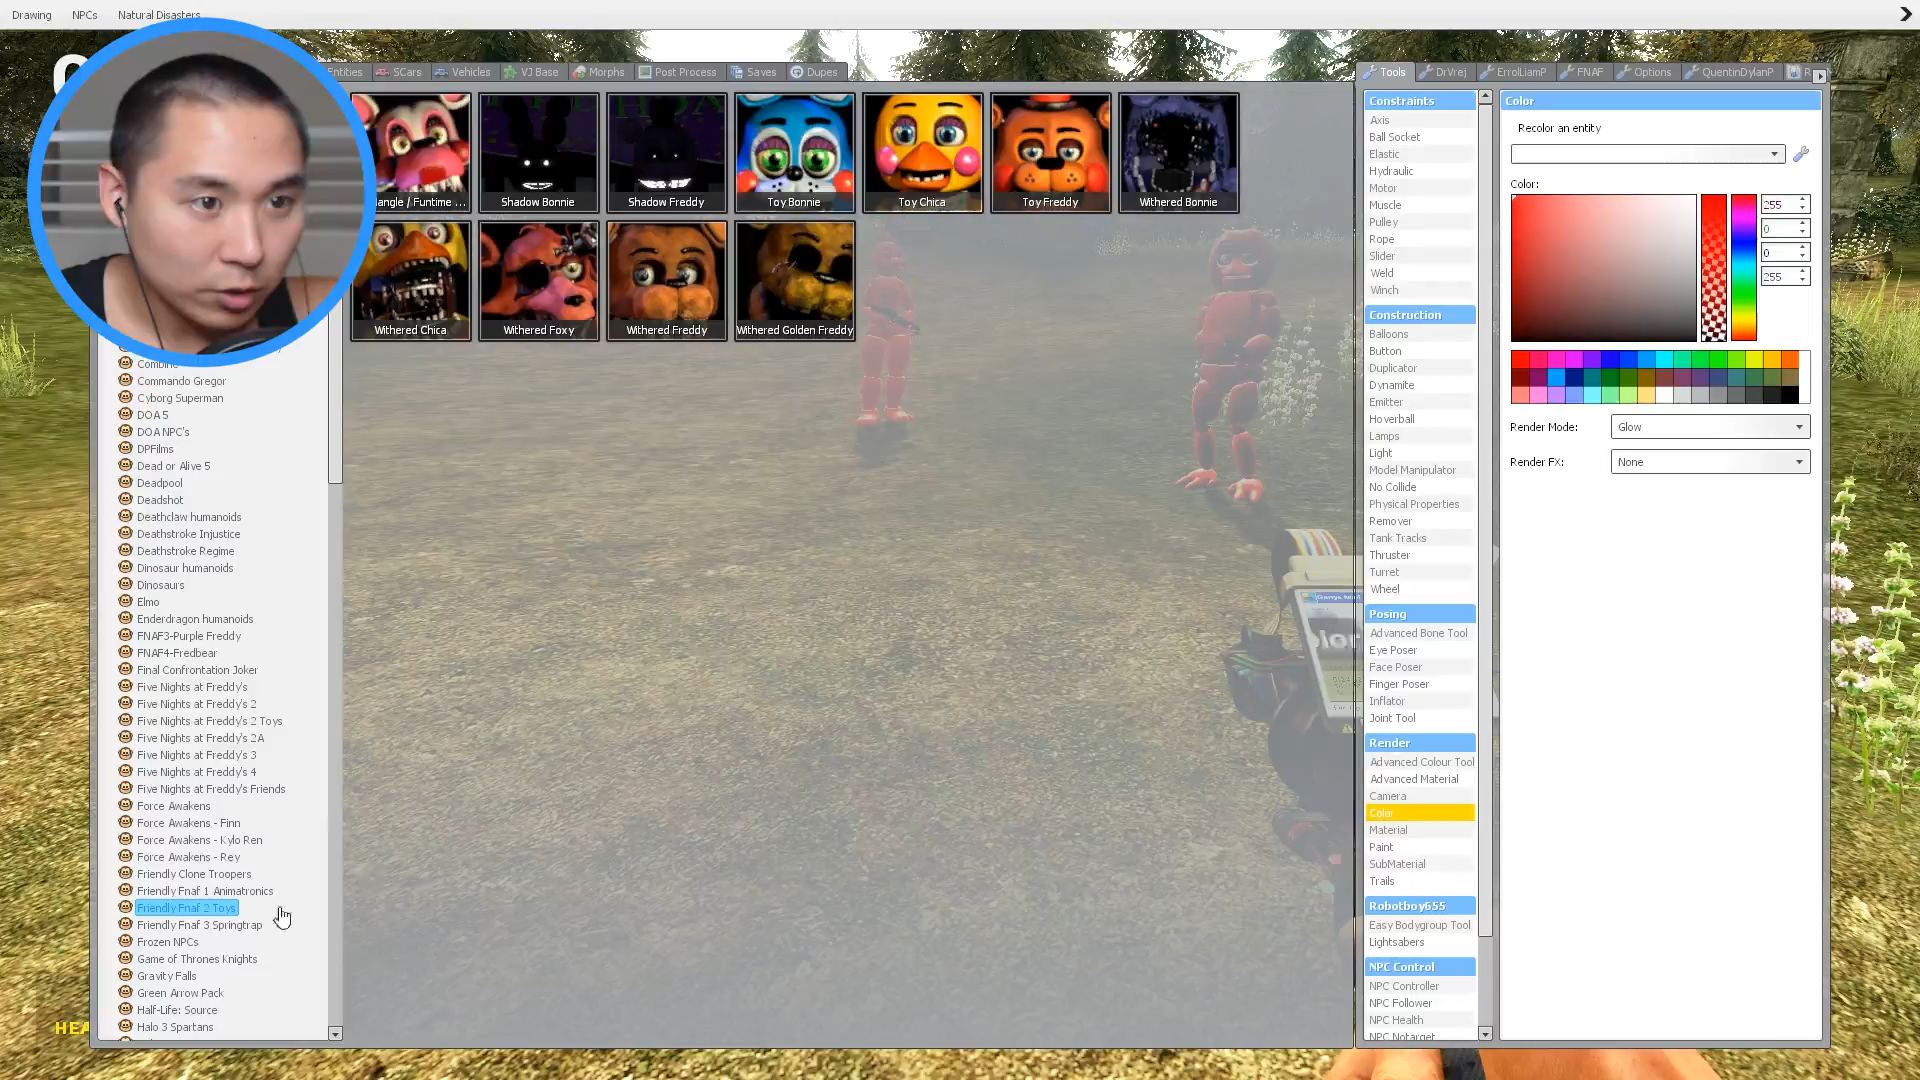 Drawing NPCs Natural Disasters
Entities SCars Vehicles VJ Base Morphs Post Process Saves Dupes
Shadow Bonnie Shadow Freddy Toy Bonnie Toy Chica Toy Freddy Withered Bonnie
Withered Chica Withered Foxy Withered Freddy Withered Golden Freddy
Commando Gregor
Cyborg Superman
DOA 5
DOA NPC's
DPFilms
Dead or Alive 5
Deadpool
Deadshot
Deathclaw humanoids
Deathstroke Injustice
Deathstroke Regime
Dinosaur humanoids
Dinosaurs
Elmo
Enderdragon humanoids
FNAF3-Purple Freddy
FNAF4-Fredbear
Final Confrontation Joker
Five Nights at Freddy's
Five Nights at Freddy's 2
Five Nights at Freddy's 2 Toys
Five Nights at Freddy's 2A
Five Nights at Freddy's 3
Five Nights at Freddy's 4
Five Nights at Freddy's Friends
Force Awakens
Force Awakens - Finn
Force Awakens - Kylo Ren
Force Awakens - Rey
Friendly Clone Troopers
Friendly Fnaf 1 Animatronics
Friendly Fnaf 2 Toys
Friendly Fnaf 3 Springtrap
Frozen NPCs
Game of Thrones Knights
Gravity Falls
Green Arrow Pack
Half-Life: Source
Halo 3 Spartans
Tools DrVrej ErrolLiamP FNAF Options QuentinDylanP
Constraints
Axis
Ball Socket
Elastic
Hydraulic
Motor
Muscle
Pulley
Rope
Slider
Weld
Winch
Construction
Balloons
Button
Duplicator
Dynamite
Emitter
Hoverball
Lamps
Light
Model Manipulator
No Collide
Physical Properties
Remover
Tank Tracks
Thruster
Turret
Wheel
Posing
Advanced Bone Tool
Eye Poser
Face Poser
Finger Poser
Inflator
Joint Tool
Render
Advanced Colour Tool
Advanced Material
Camera
Color
Material
Paint
SubMaterial
Trails
Robotboy655
Easy Bodygroup Tool
Lightsabers
NPC Control
NPC Controller
NPC Follower
NPC Health
NPC Notarget
Color
Recolor an entity
Color:
255
0
0
255
Render Mode: Glow
Render FX: None